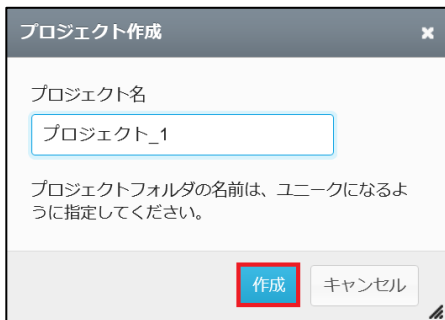 プロジェクト作成
プロジェクト名
プロジェクト_1
プロジェクトフォルダの名前は、ユニークになるよ
うに指定してください。
作成 キャンセル